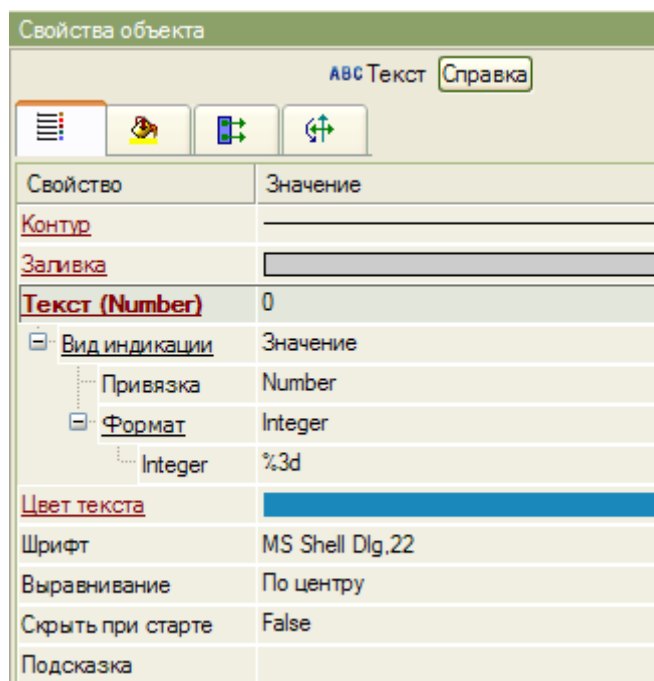 Свойства объекта
ABC Текст Справка
Свойство Значение
Контур
Заливка
Текст (Number) 0
Вид индикации Значение
Привязка Number
Формат Integer
Integer %3d
Цвет текста
Шрифт MS Shell Dlg,22
Выравнивание По центру
Скрыть при старте False
Подсказка